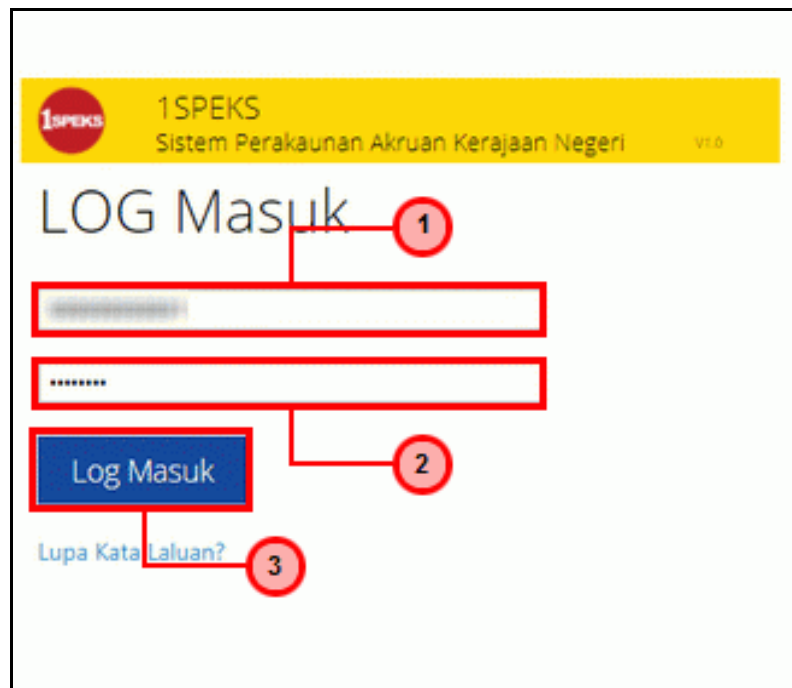 1SPEKS
1SPEKS
Sistem Perakaunan Akruan Kerajaan Negeri V1.0
LOG Masuk
1
••••••••
Log Masuk
2
Lupa Kata Laluan?
3